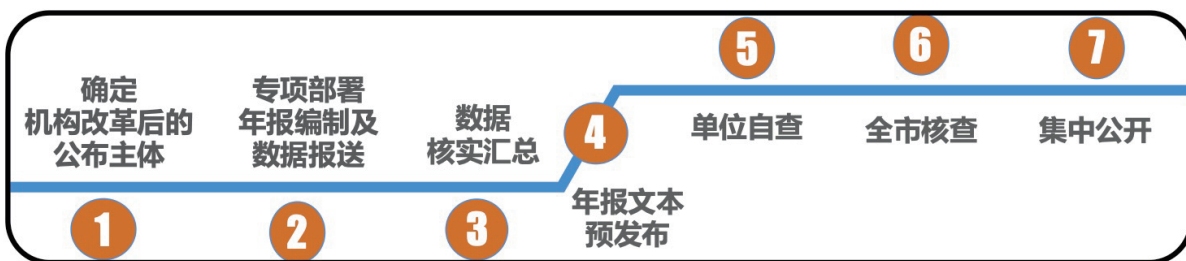 1
确定
机构改革后的
公布主体
2
专项部署
年报编制及
数据报送
3
数据
核实汇总
4
年报文本
预发布
5
单位自查
6
全市核查
7
集中公开